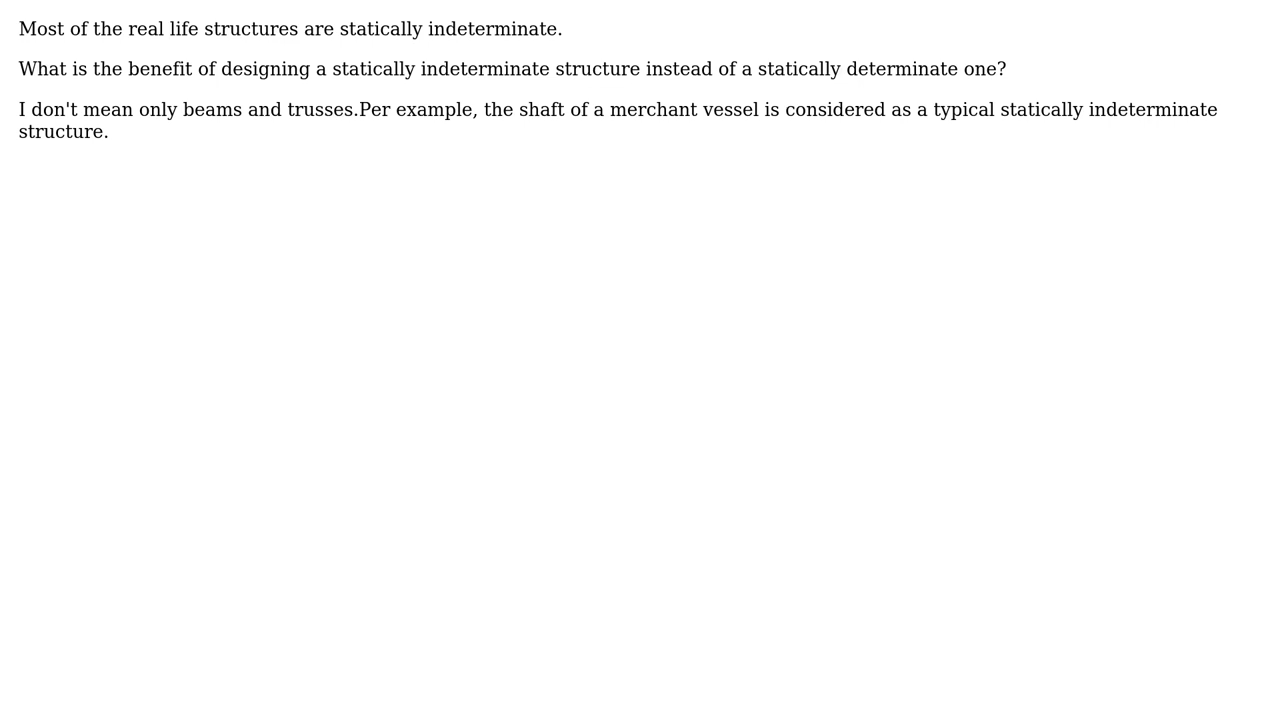 Most of the real life structures are statically indeterminate.
What is the benefit of designing a statically indeterminate structure instead of a statically determinate one?
I don't mean only beams and trusses.Per example, the shaft of a merchant vessel is considered as a typical statically indeterminate
structure.